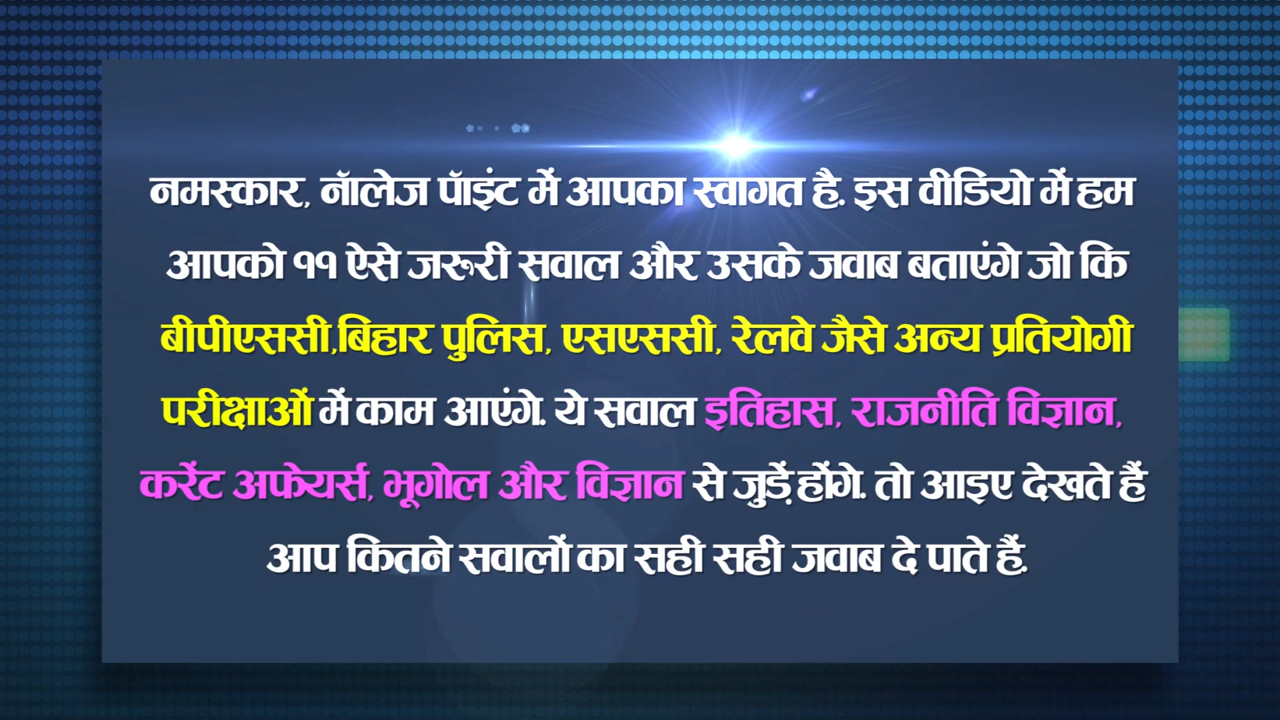 नमस्कार, नॉलेज पॉइंट में आपका स्वागत है. इस वीडियो में हम
आपको ११ ऐसे जरूरी सवाल और उसके जवाब बताएंगे जो कि
बीपीएससी,बिहार पुलिस, एसएससी, रेलवे जैसे अन्य प्रतियोगी
परीक्षाओं में काम आएंगे. ये सवाल इतिहास, राजनीति विज्ञान,
करेंट अफेयर्स, भूगोल और विज्ञान से जुड़ें होंगे. तो आइए देखते हैं
आप कितने सवालों का सही सही जवाब दे पाते हैं.